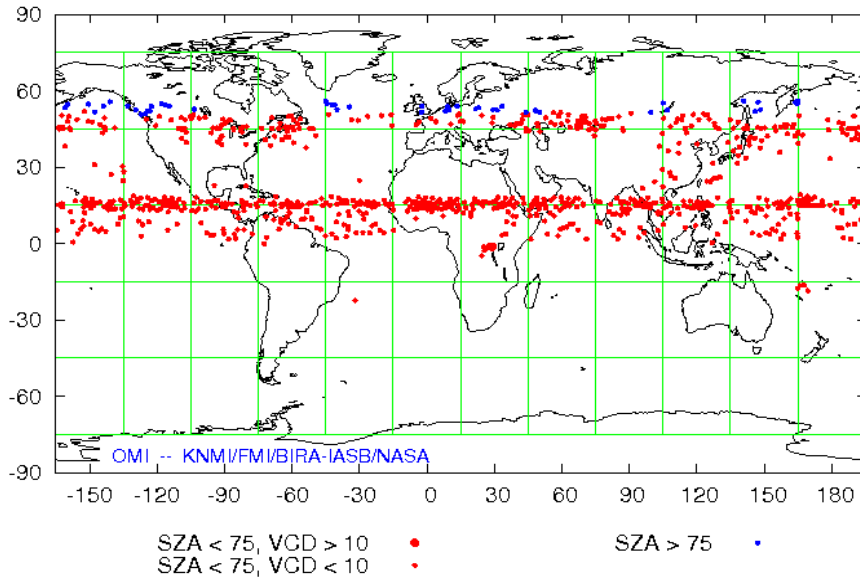 90
60
30
0
-30
-60
-90
OMI -- KNMI/FMI/BIRA-IASB/NASA
-150 -120 -90 -60 -30 0 30 60 90 120 150 180
SZA < 75, VCD > 10 SZA > 75
SZA < 75, VCD < 10